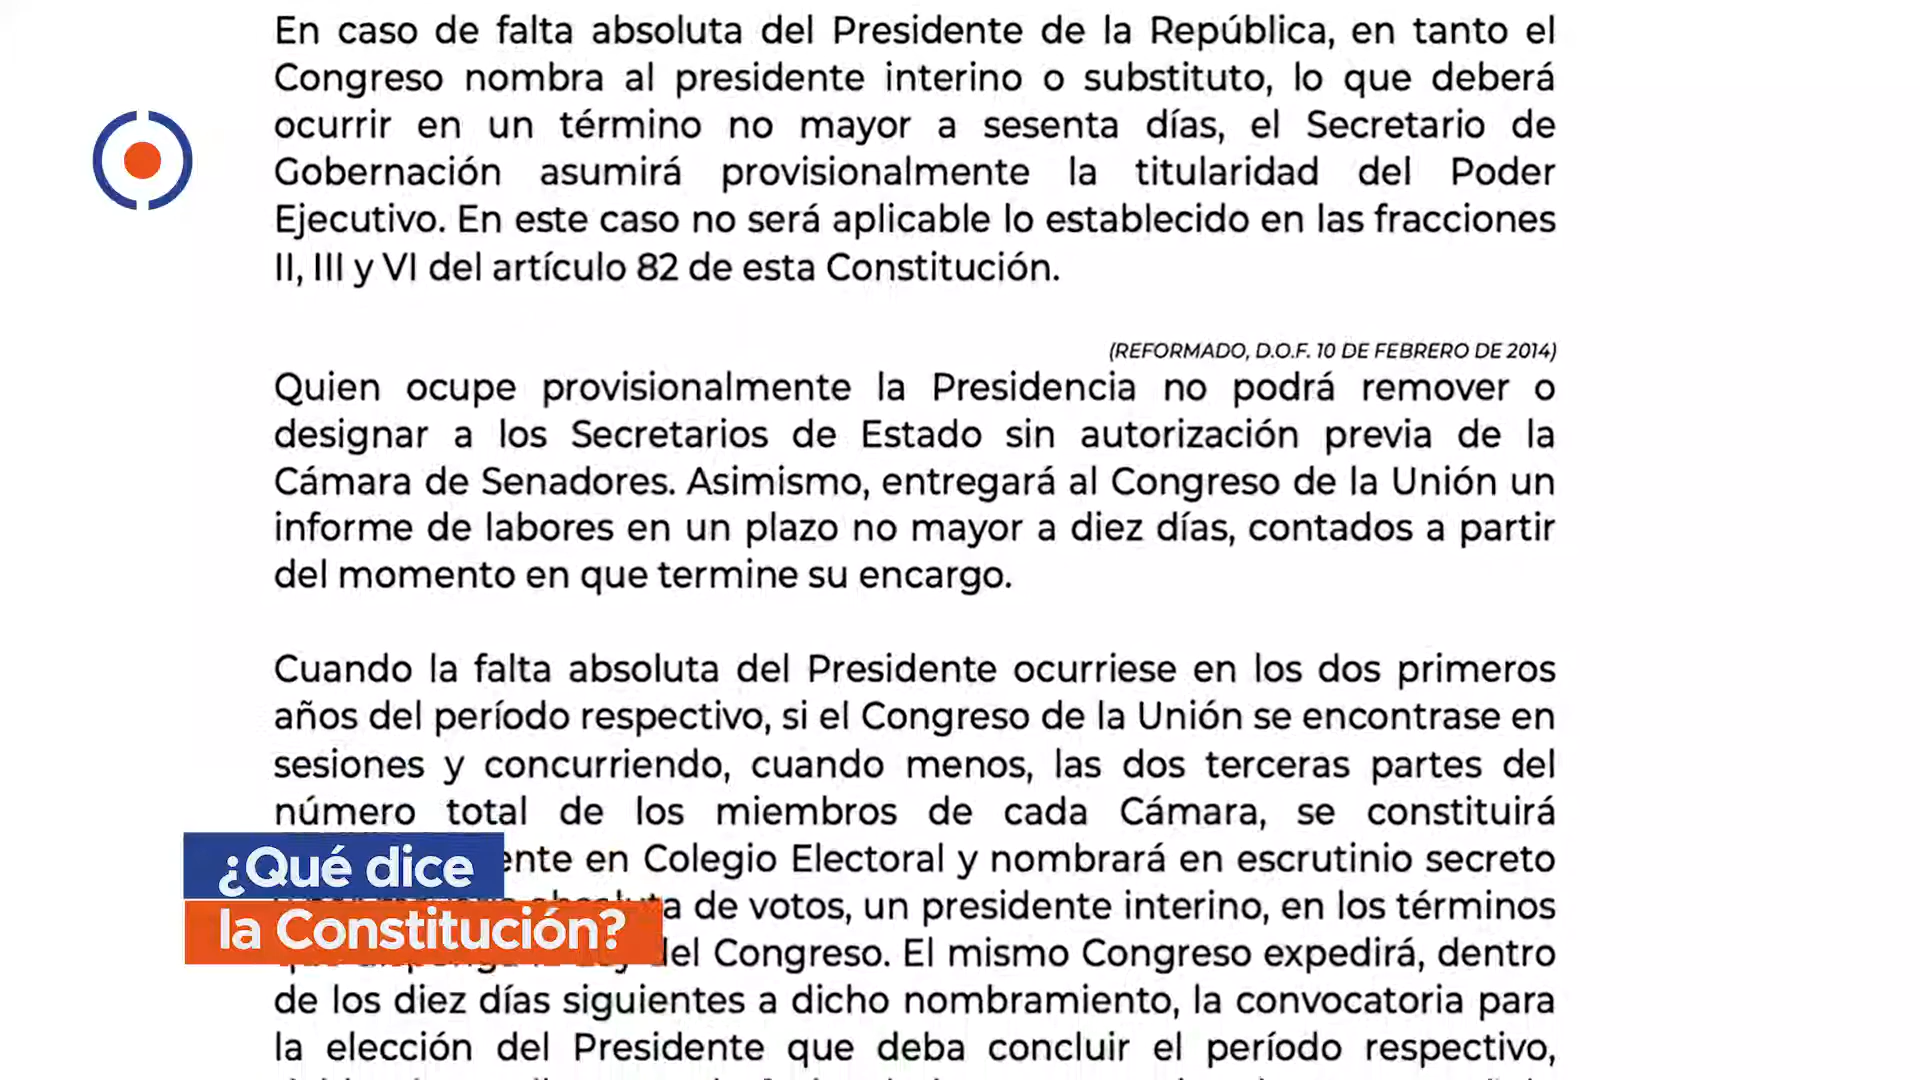 En caso de falta absoluta del Presidente de la República, en tanto el
Congreso nombra al presidente interino o substituto, lo que deberá
ocurrir en un término no mayor a sesenta días, el Secretario de
Gobernación asumirá provisionalmente la titularidad del Poder
Ejecutivo. En este caso no será aplicable lo establecido en las fracciones
II, III y VI del artículo 82 de esta Constitución.
(REFORMADO, D.O.F. 10 DE FEBRERO DE 2014)
Quien ocupe provisionalmente la Presidencia no podrá remover o
designar a los Secretarios de Estado sin autorización previa de la
Cámara de Senadores. Asimismo, entregará al Congreso de la Unión un
informe de labores en un plazo no mayor a diez días, contados a partir
del momento en que termine su encargo.
Cuando la falta absoluta del Presidente ocurriese en los dos primeros
años del período respectivo, si el Congreso de la Unión se encontrase en
sesiones y concurriendo, cuando menos, las dos terceras partes del
número total de los miembros de cada Cámara, se constituirá
en Colegio Electoral y nombrará en escrutinio secreto
de votos, un presidente interino, en los términos
del Congreso. El mismo Congreso expedirá, dentro
de los diez días siguientes a dicho nombramiento, la convocatoria para
la elección del Presidente que deba concluir el período respectivo,
¿Qué dice
la Constitución?